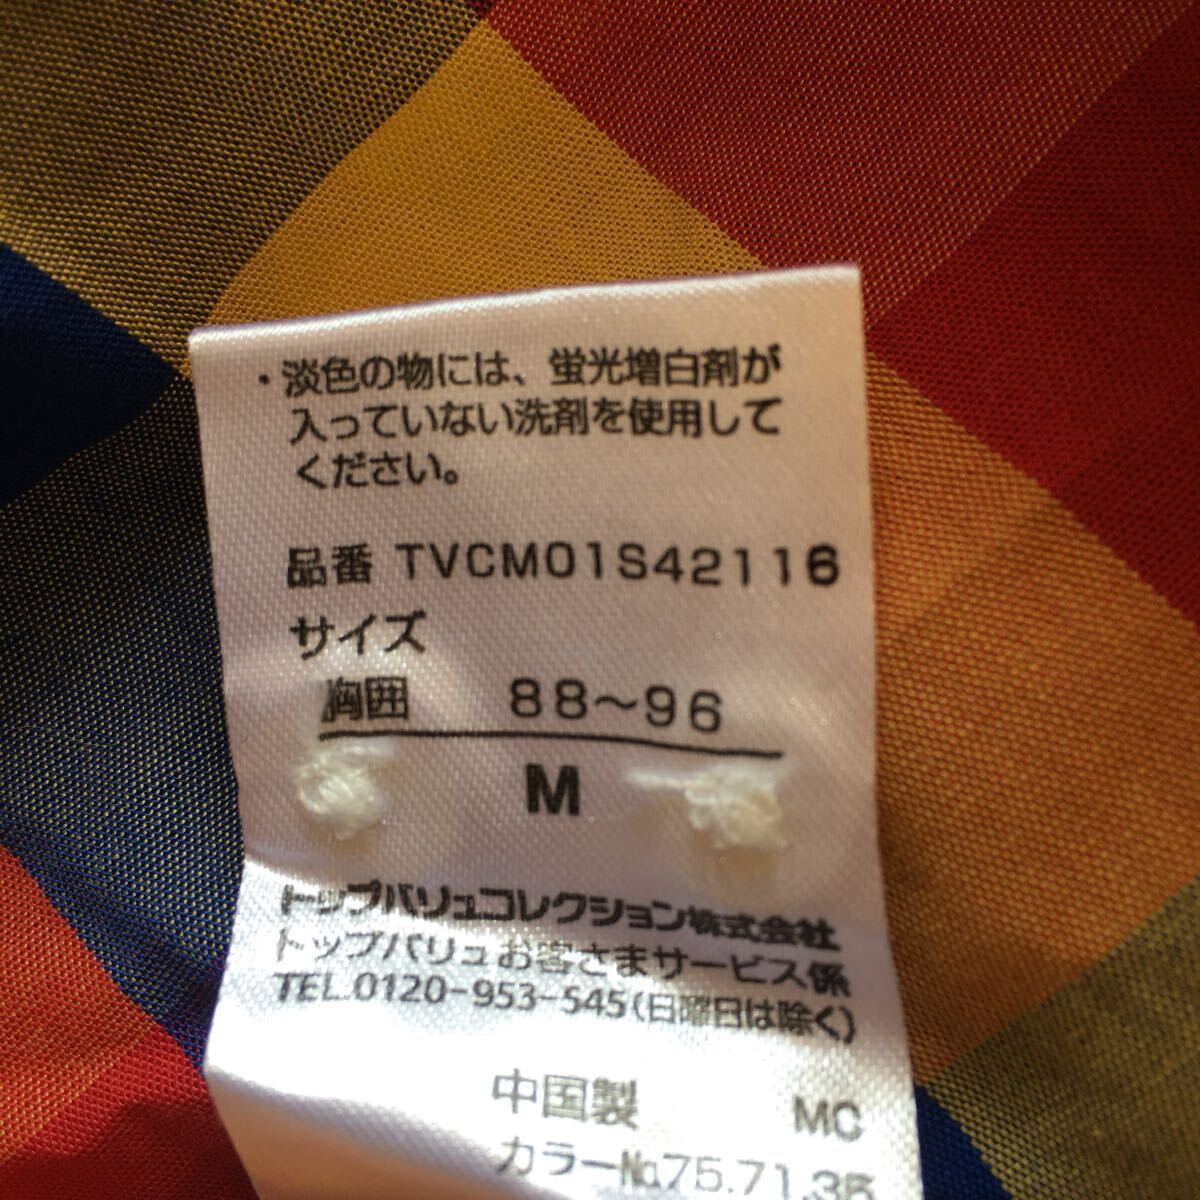 ・淡色の物には、蛍光増白剤が
入っていない洗剤を使用して
ください。
品番 TVCM01S42116
サイズ
胸囲 88～96
M
トップバリュコレクション株式会社
トップバリュお客さまサービス係
TEL.0120-953-545(日曜日は除く)
中国製 MC
カラーNo.75.71.35